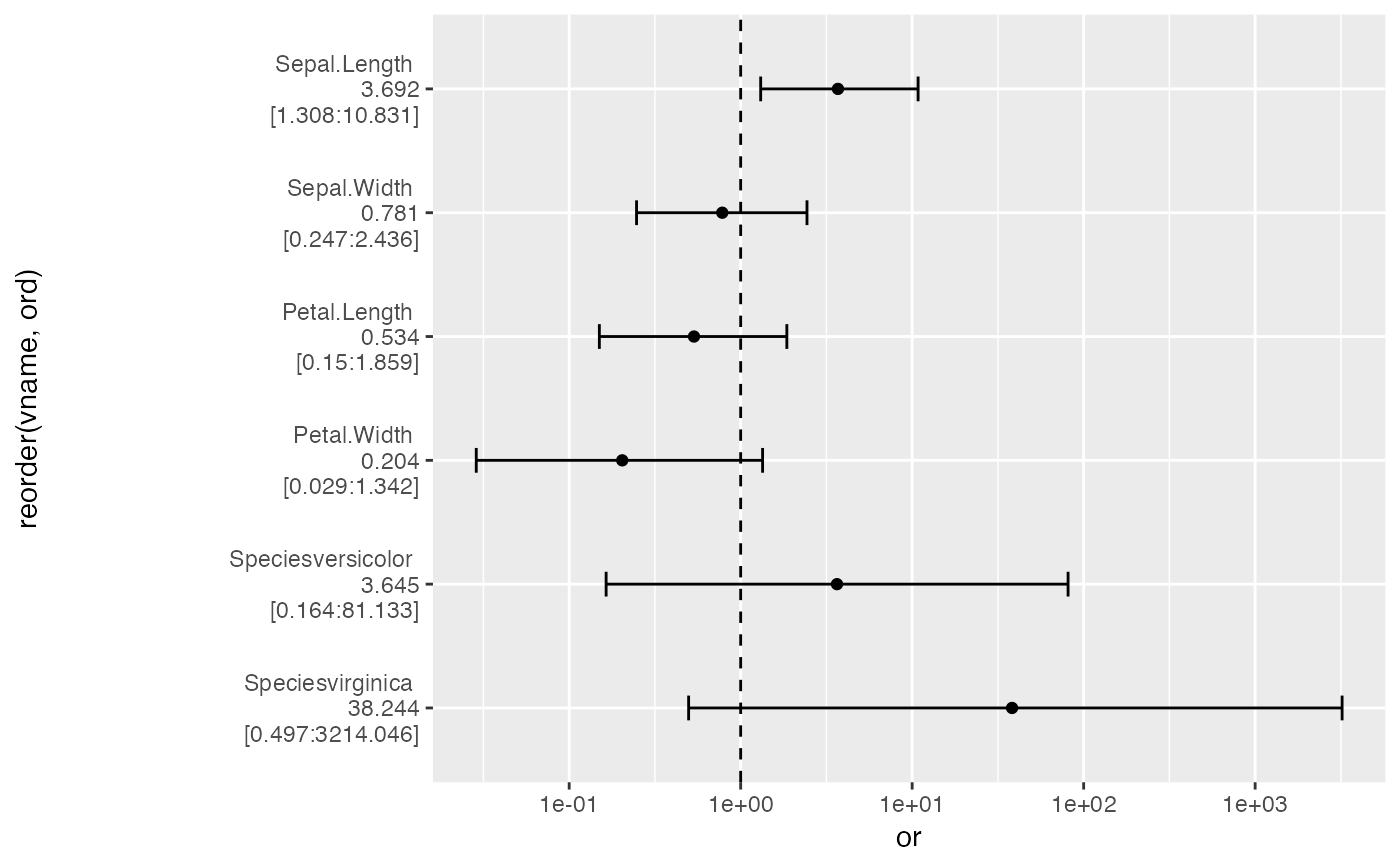 reorder(vname, ord)
Sepal.Length
3.692
[1.308:10.831]
Sepal.Width
0.781
[0.247:2.436]
Petal.Length
0.534
[0.15:1.859]
Petal.Width
0.204
[0.029:1.342]
Speciesversicolor
3.645
[0.164:81.133]
Speciesvirginica
38.244
[0.497:3214.046]
1e-01 1e+00 1e+01 1e+02 1e+03
or